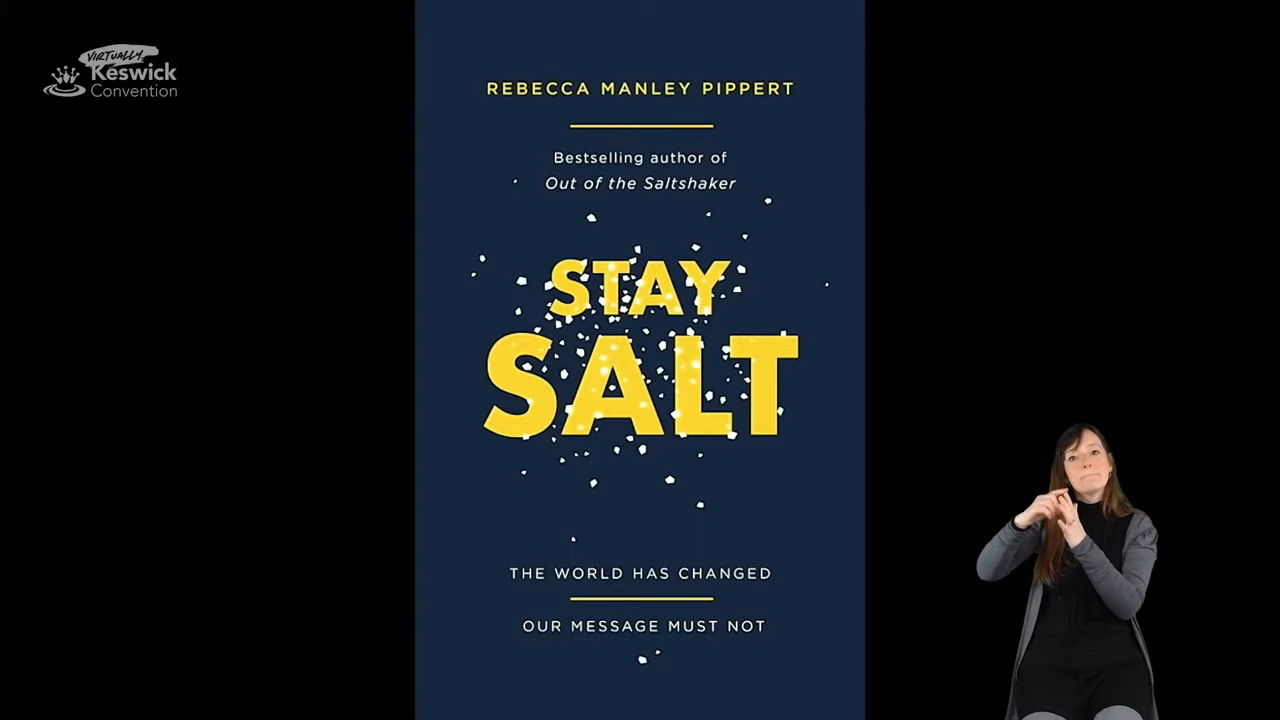 VIRTUALLY
Keswick
Convention
REBECCA MANLEY PIPPERT
Bestselling author of
Out of the Saltshaker
STAY
SALT
THE WORLD HAS CHANGED
OUR MESSAGE MUST NOT